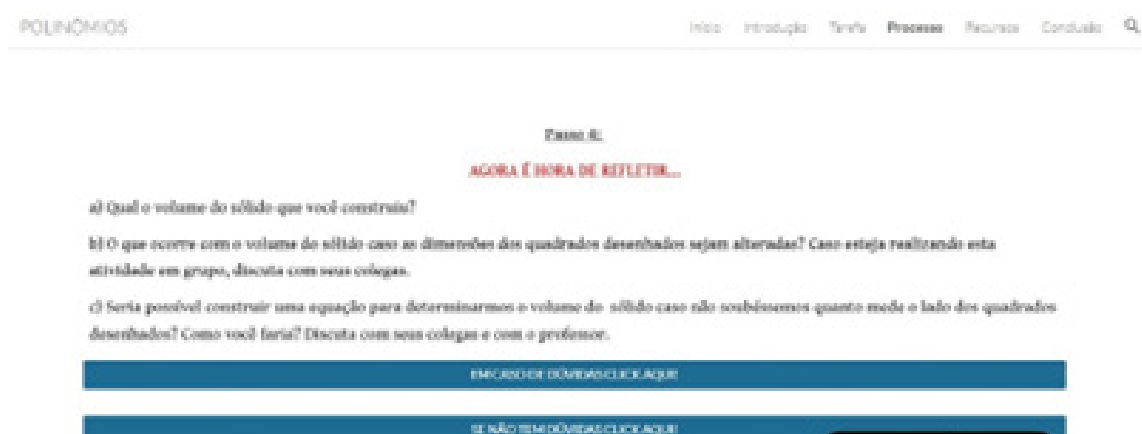 POLINÔMIOS
Início Introdução Tarefa Processo Recursos Conclusão
Passo 4:
AGORA É HORA DE REFLETIR...
a) Qual o volume do sólido que você construiu?
b) O que ocorre com o volume do sólido caso as dimensões dos quadrados desenhados sejam alteradas? Caso esteja realizando esta
atividade em grupo, discuta com seus colegas.
c) Seria possível construir uma equação para determinarmos o volume do sólido caso não soubéssemos quanto mede o lado dos quadrados
desenhados? Como você faria? Discuta com seus colegas e com o professor.
EM CASO DE DÚVIDAS CLICK AQUI!
SE NÃO TEM DÚVIDAS CLICK AQUI!